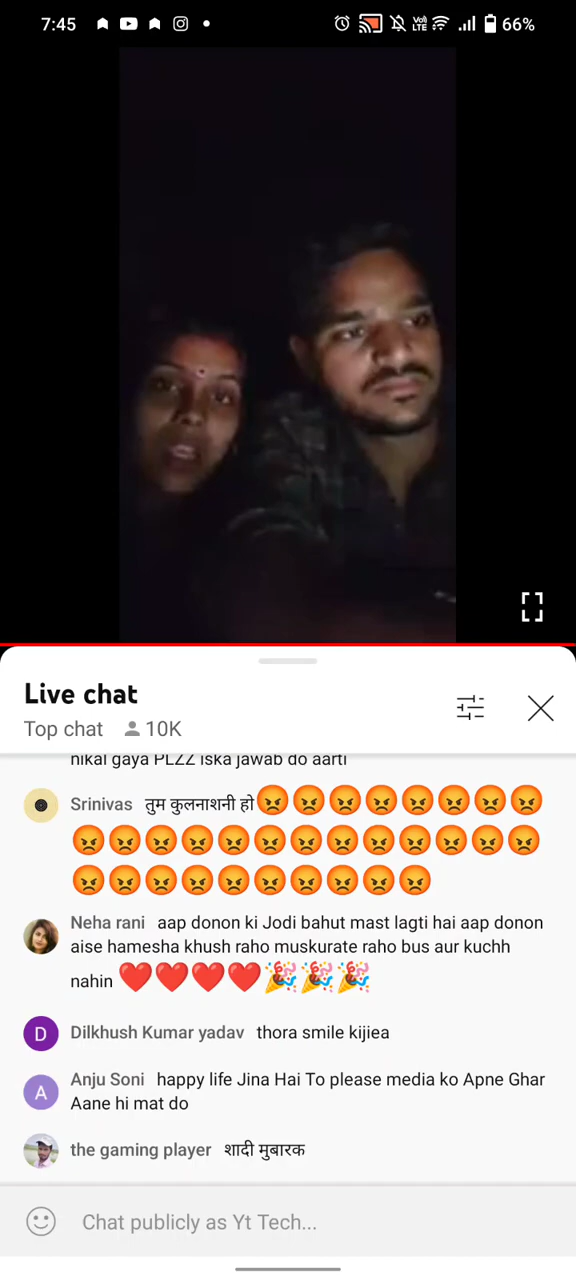 7:45
Vo)
LTE
66%
Live chat
Top chat 10K
nikal gaya PLZZ iska jawab do aarti
Srinivas तुम कुलनाशनी हो😡😡😡😡😡😡😡😡
😡😡😡😡😡😡😡😡😡😡😡😡😡
😡😡😡😡😡😡😡😡😡😡
Neha rani aap donon ki Jodi bahut mast lagti hai aap donon
aise hamesha khush raho muskurate raho bus aur kuchh
nahin ❤️❤️❤️❤️🎉🎉🎉
D Dilkhush Kumar yadav thora smile kijiea
A Anju Soni happy life Jina Hai To please media ko Apne Ghar
Aane hi mat do
the gaming player शादी मुबारक
Chat publicly as Yt Tech...